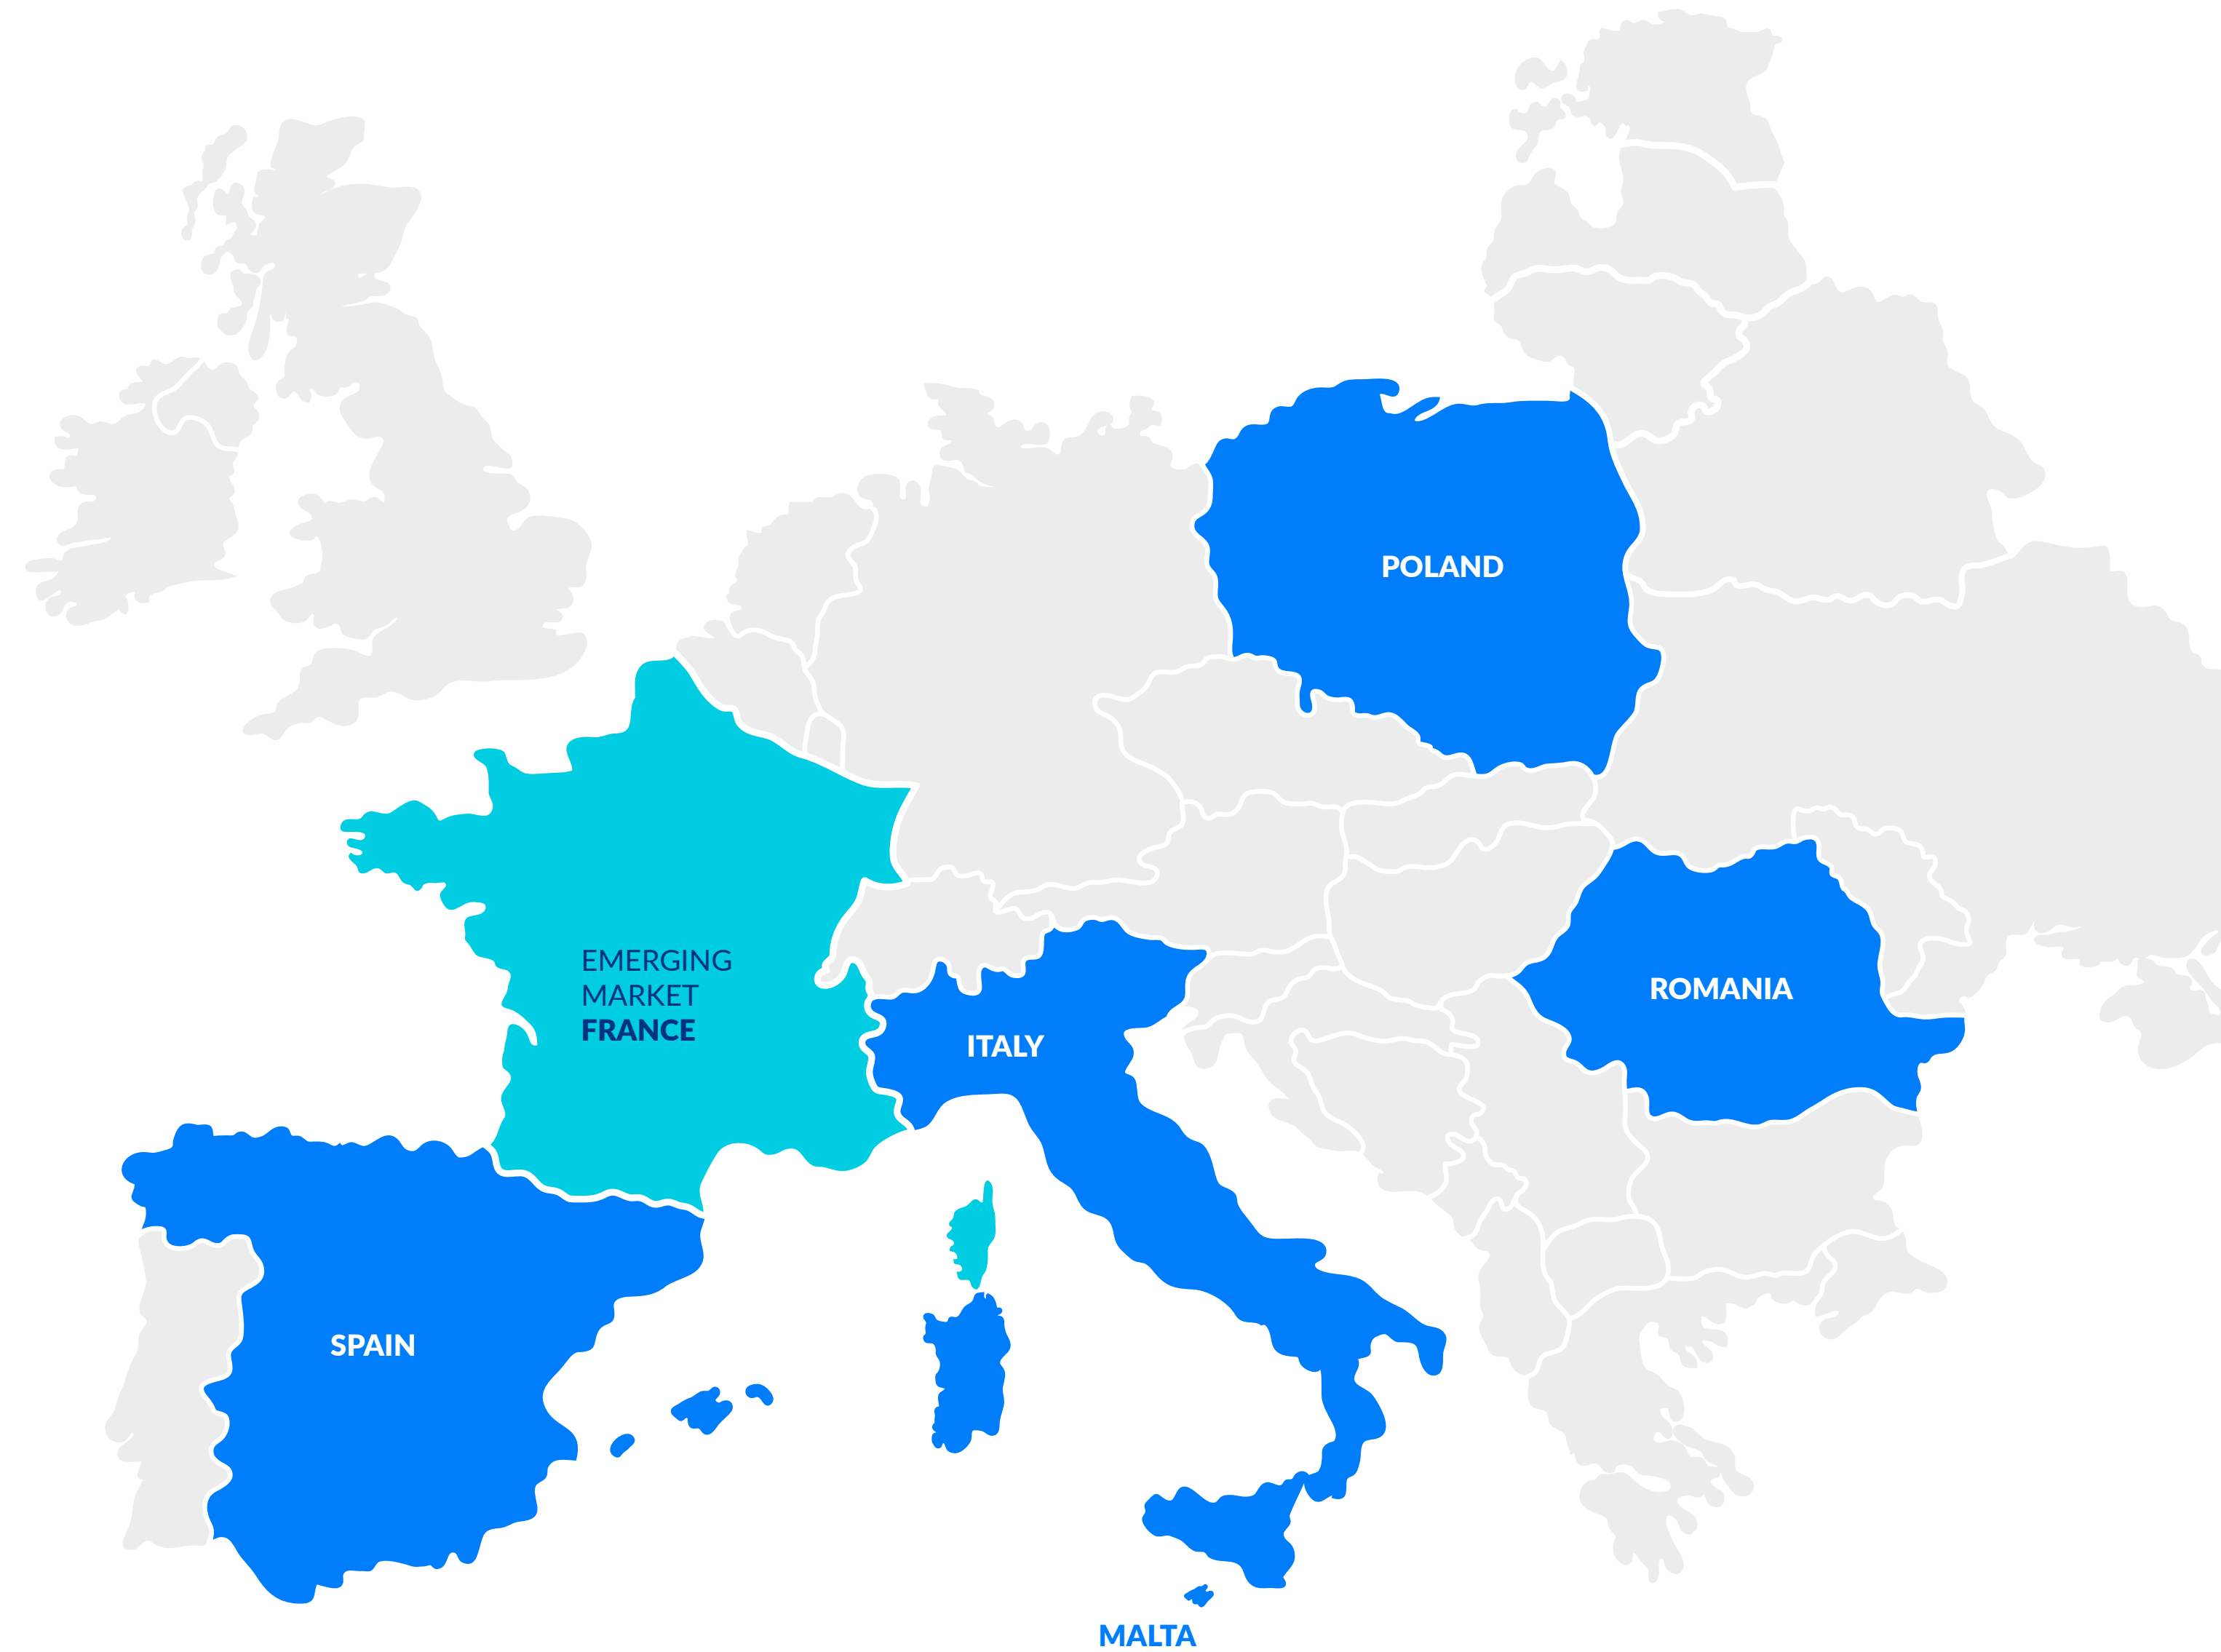 POLAND
EMERGING
MARKET
FRANCE
ROMANIA
ITALY
SPAIN
MALTA